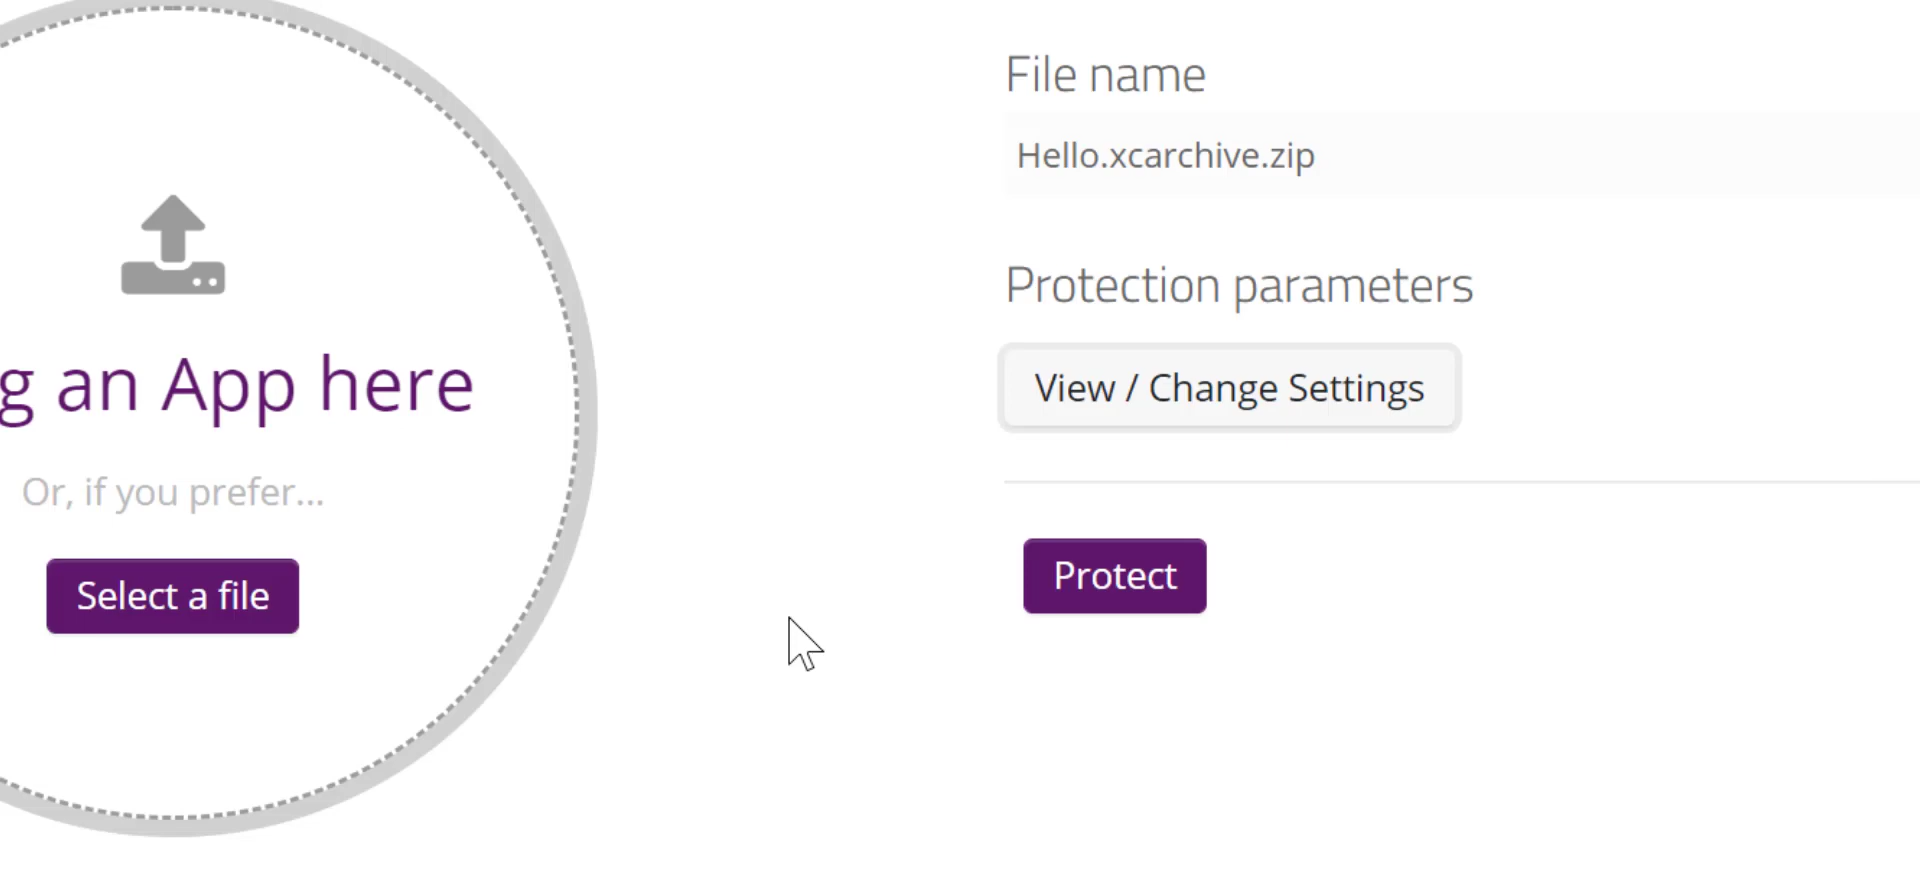 File name
Hello.xcarchive.zip
Protection parameters
View / Change Settings
Protect
g an App here
Or, if you prefer...
Select a file